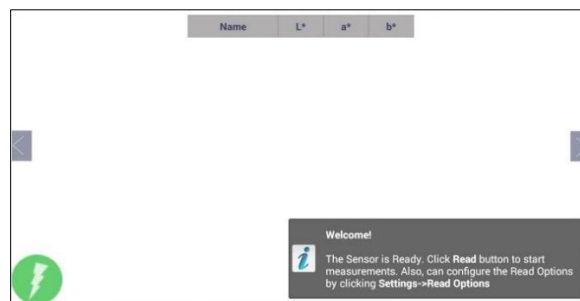 Name L* a* b*
Welcome!
The Sensor is Ready. Click Read button to start
measurements. Also, can configure the Read Options
by clicking Settings->Read Options